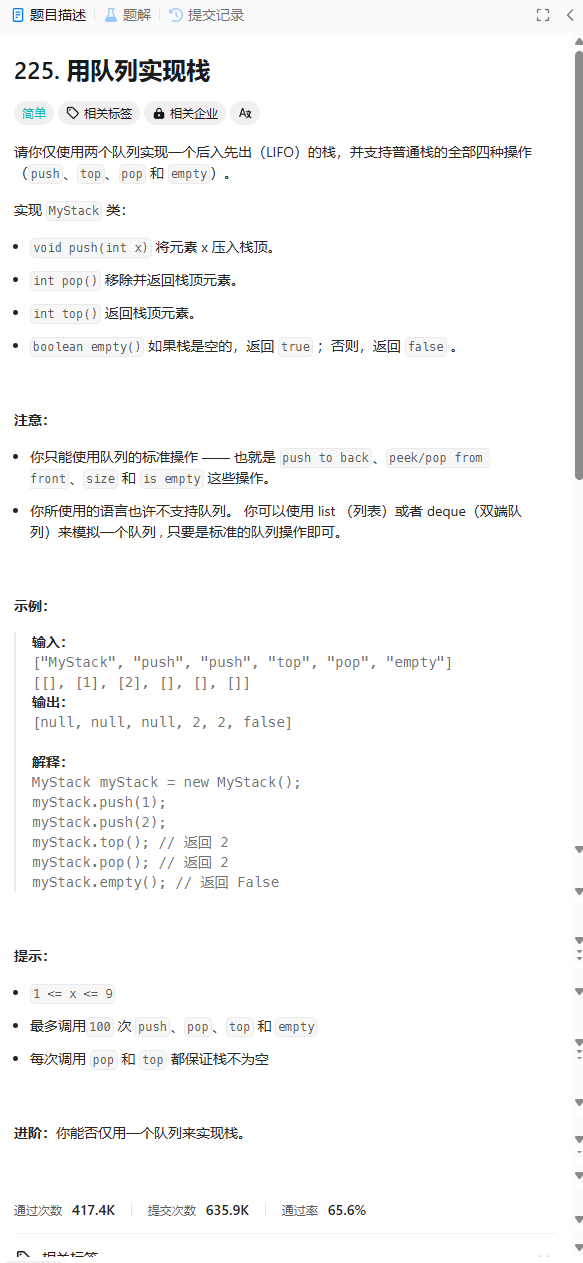 题目描述 题解 提交记录
225. 用队列实现栈
简单 相关标签 相关企业
请你仅使用两个队列实现一个后入先出（LIFO）的栈，并支持普通栈的全部四种操作
（push、top、pop 和 empty）。
实现 MyStack 类：
void push(int x) 将元素 x 压入栈顶。
int pop() 移除并返回栈顶元素。
int top() 返回栈顶元素。
boolean empty() 如果栈是空的，返回 true ；否则，返回 false 。
注意：
你只能使用队列的标准操作 —— 也就是 push to back、peek/pop from
front、size 和 is empty 这些操作。
你所使用的语言也许不支持队列。 你可以使用 list （列表）或者 deque（双端队
列）来模拟一个队列 , 只要是标准的队列操作即可。
示例：
输入：
["MyStack", "push", "push", "top", "pop", "empty"]
[[], [1], [2], [], [], []]
输出：
[null, null, null, 2, 2, false]
解释：
MyStack myStack = new MyStack();
myStack.push(1);
myStack.push(2);
myStack.top(); // 返回 2
myStack.pop(); // 返回 2
myStack.empty(); // 返回 False
提示：
1 <= x <= 9
最多调用100 次 push、pop、top 和 empty
每次调用 pop 和 top 都保证栈不为空
进阶：你能否仅用一个队列来实现栈。
通过次数 417.4K 提交次数 635.9K 通过率 65.6%
相关标签